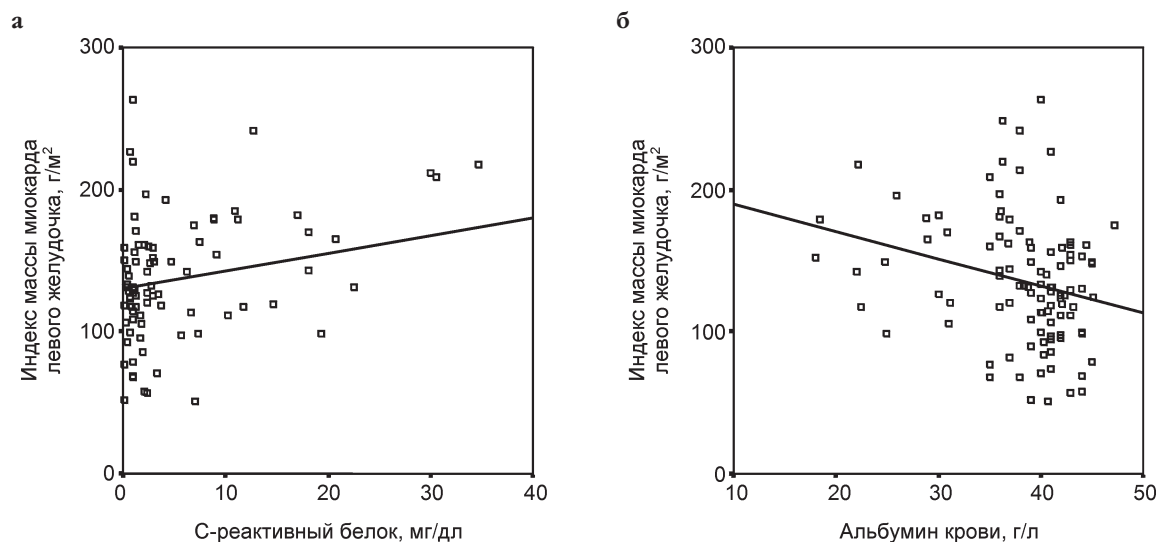 а
300
200
100
0
0
10
20
30
40
Индекс массы миокарда
левого желудочка, г/м²
С-реактивный белок, мг/дл
б
300
200
100
0
10
20
30
40
50
Индекс массы миокарда
левого желудочка, г/м²
Альбумин крови, г/л